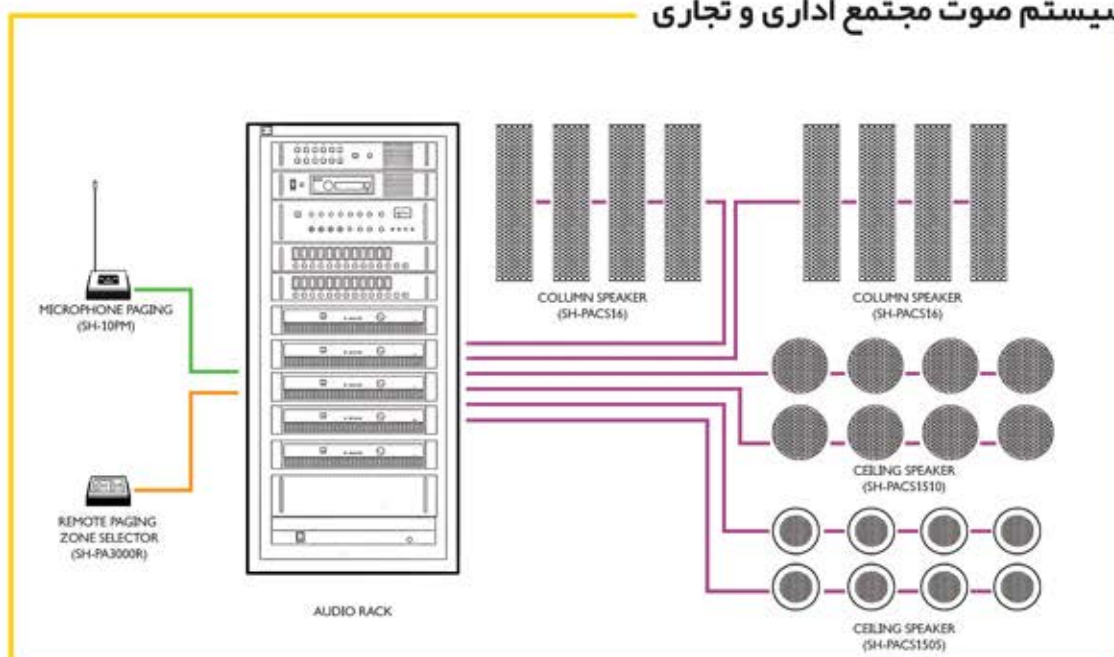 سیستم صوت مجتمع اداری و تجاری
MICROPHONE PAGING
(SH-10PM)
REMOTE PAGING
ZONE SELECTOR
(SH-PA3000R)
AUDIO RACK
COLUMN SPEAKER
(SH-PACS16)
COLUMN SPEAKER
(SH-PACS16)
CEILING SPEAKER
(SH-PACS1510)
CEILING SPEAKER
(SH-PACS1505)